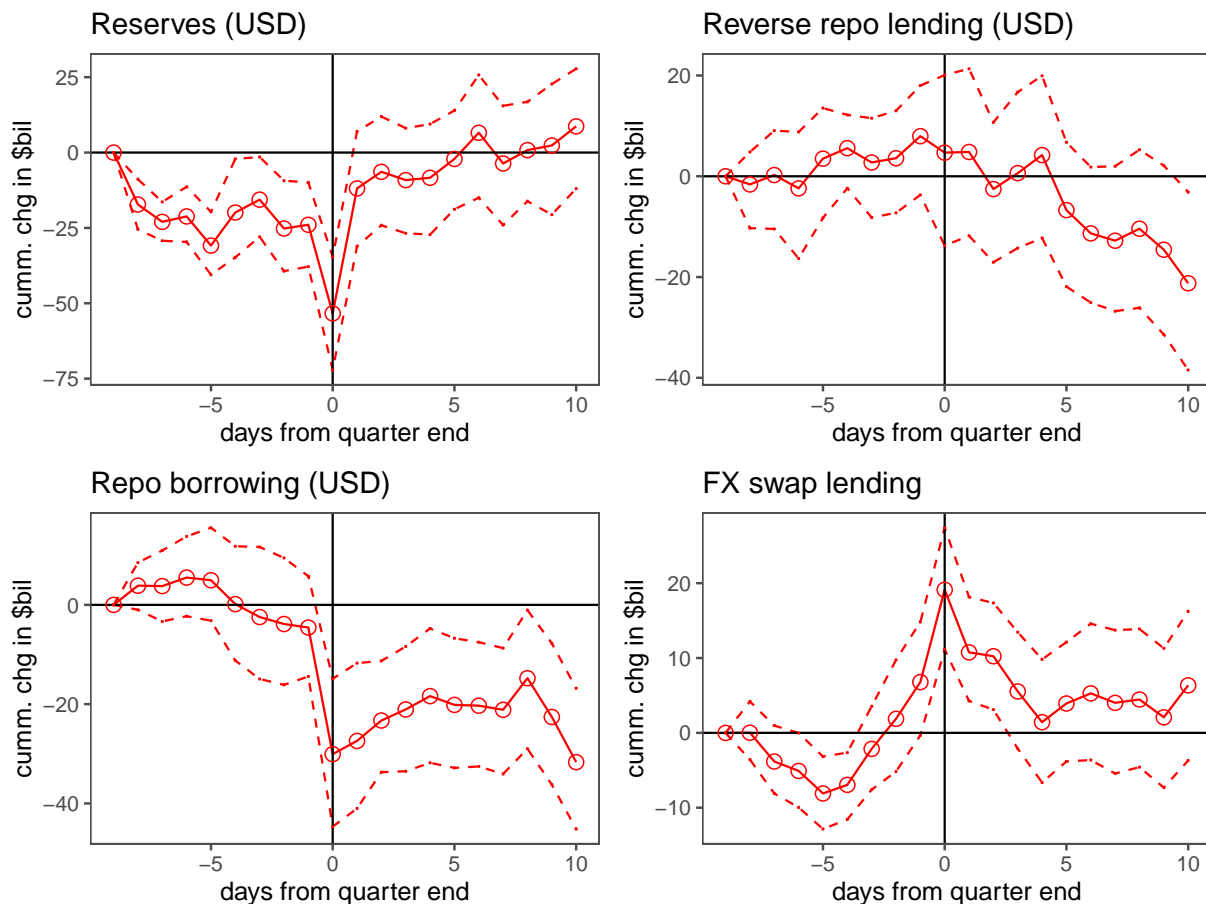 Reserves (USD)
cumm. chg in $bil
25
0
−25
−50
−75
−5 0 5 10
days from quarter end
Reverse repo lending (USD)
cumm. chg in $bil
20
0
−20
−40
−5 0 5 10
days from quarter end
Repo borrowing (USD)
cumm. chg in $bil
0
−20
−40
−5 0 5 10
days from quarter end
FX swap lending
cumm. chg in $bil
20
10
0
−10
−5 0 5 10
days from quarter end